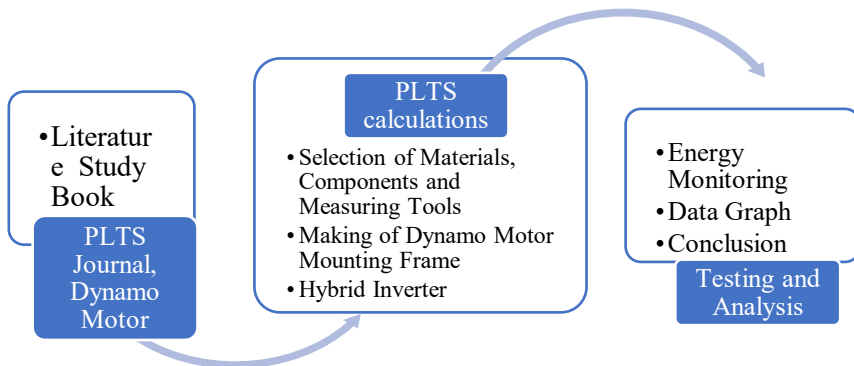 •Literatur
e Study
Book
PLTS
Journal,
Dynamo
Motor
PLTS
calculations
•Selection of Materials,
Components and
Measuring Tools
•Making of Dynamo Motor
Mounting Frame
•Hybrid Inverter
•Energy
Monitoring
•Data Graph
•Conclusion
Testing and
Analysis